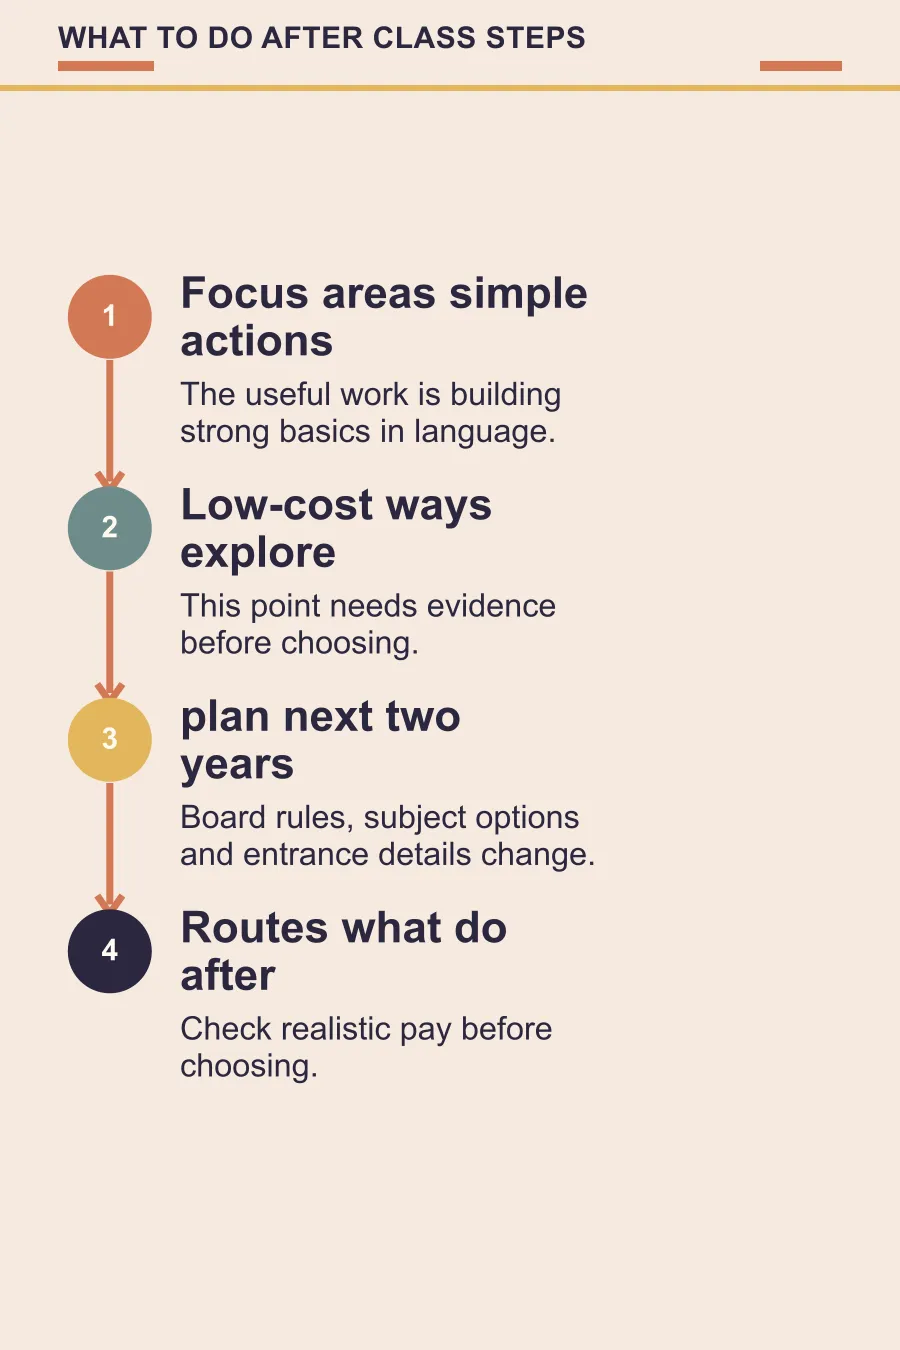 WHAT TO DO AFTER CLASS STEPS
1
Focus areas simple
actions
The useful work is building
strong basics in language.
2
Low-cost ways
explore
This point needs evidence
before choosing.
3
plan next two
years
Board rules, subject options
and entrance details change.
4
Routes what do
after
Check realistic pay before
choosing.